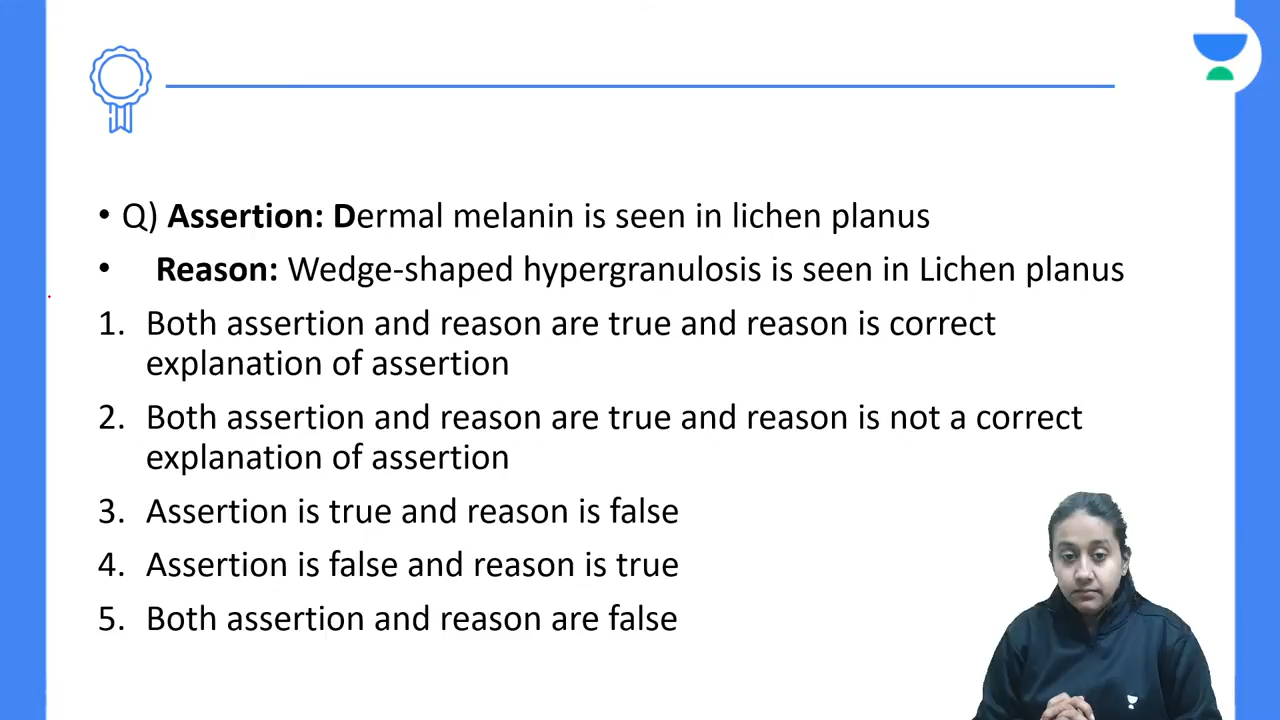 • Q) Assertion: Dermal melanin is seen in lichen planus
• Reason: Wedge-shaped hypergranulosis is seen in Lichen planus
1. Both assertion and reason are true and reason is correct
explanation of assertion
2. Both assertion and reason are true and reason is not a correct
explanation of assertion
3. Assertion is true and reason is false
4. Assertion is false and reason is true
5. Both assertion and reason are false